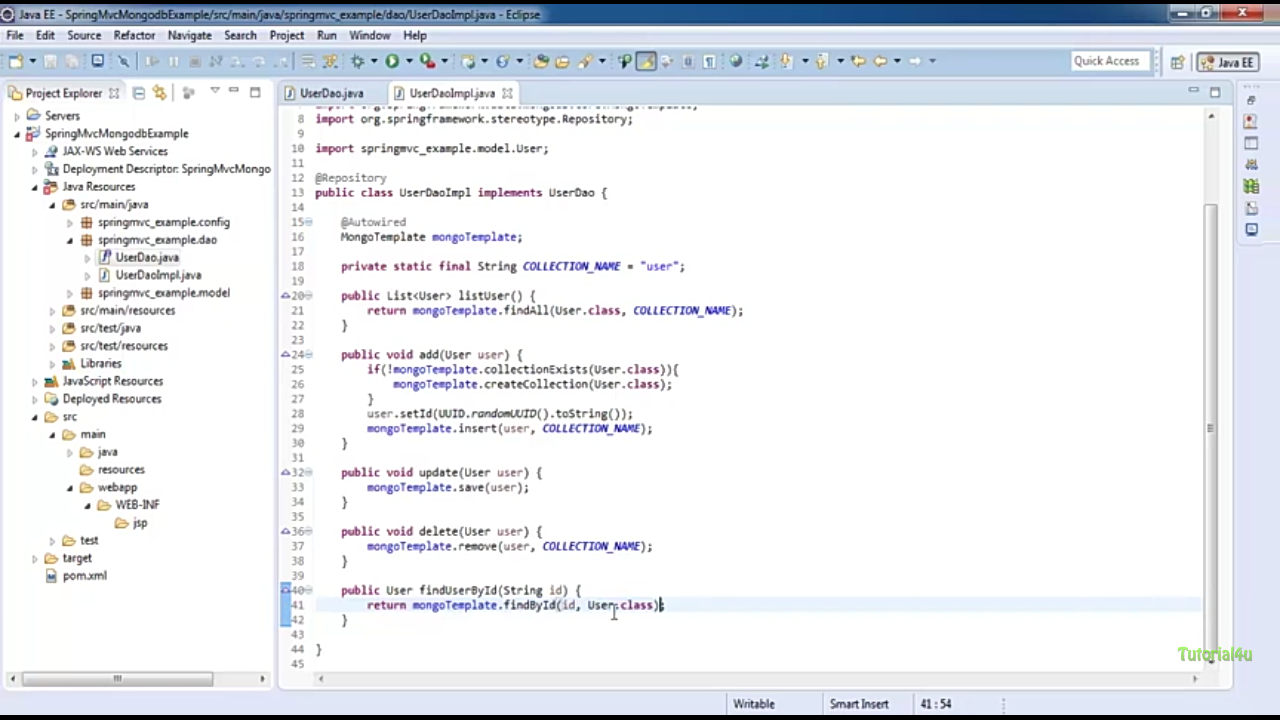 Java EE - SpringMvcMongodbExample/src/main/java/springmvc_example/dao/UserDaoImpl.java - Eclipse
File Edit Source Refactor Navigate Search Project Run Window Help
Quick Access
Java EE
Project Explorer
UserDao.java
UserDaoImpl.java
Servers
SpringMvcMongodbExample
JAX-WS Web Services
Deployment Descriptor: SpringMvcMongo
Java Resources
src/main/java
springmvc_example.config
springmvc_example.dao
UserDao.java
UserDaoImpl.java
springmvc_example.model
src/main/resources
src/test/java
src/test/resources
Libraries
JavaScript Resources
Deployed Resources
src
main
java
resources
webapp
WEB-INF
jsp
test
target
pom.xml
8 import org.springframework.stereotype.Repository;
9
10 import springmvc_example.model.User;
11
12 @Repository
13 public class UserDaoImpl implements UserDao {
14
15 @Autowired
16 MongoTemplate mongoTemplate;
17
18 private static final String COLLECTION_NAME = "user";
19
20 public List<User> listUser() {
21 return mongoTemplate.findAll(User.class, COLLECTION_NAME);
22 }
23
24 public void add(User user) {
25 if(!mongoTemplate.collectionExists(User.class)){
26 mongoTemplate.createCollection(User.class);
27 }
28 user.setId(UUID.randomUUID().toString());
29 mongoTemplate.insert(user, COLLECTION_NAME);
30 }
31
32 public void update(User user) {
33 mongoTemplate.save(user);
34 }
35
36 public void delete(User user) {
37 mongoTemplate.remove(user, COLLECTION_NAME);
38 }
39
40 public User findUserById(String id) {
41 return mongoTemplate.findById(id, User.class);
42 }
43
44 }
45
Tutorial4u
Writable Smart Insert 41 : 54